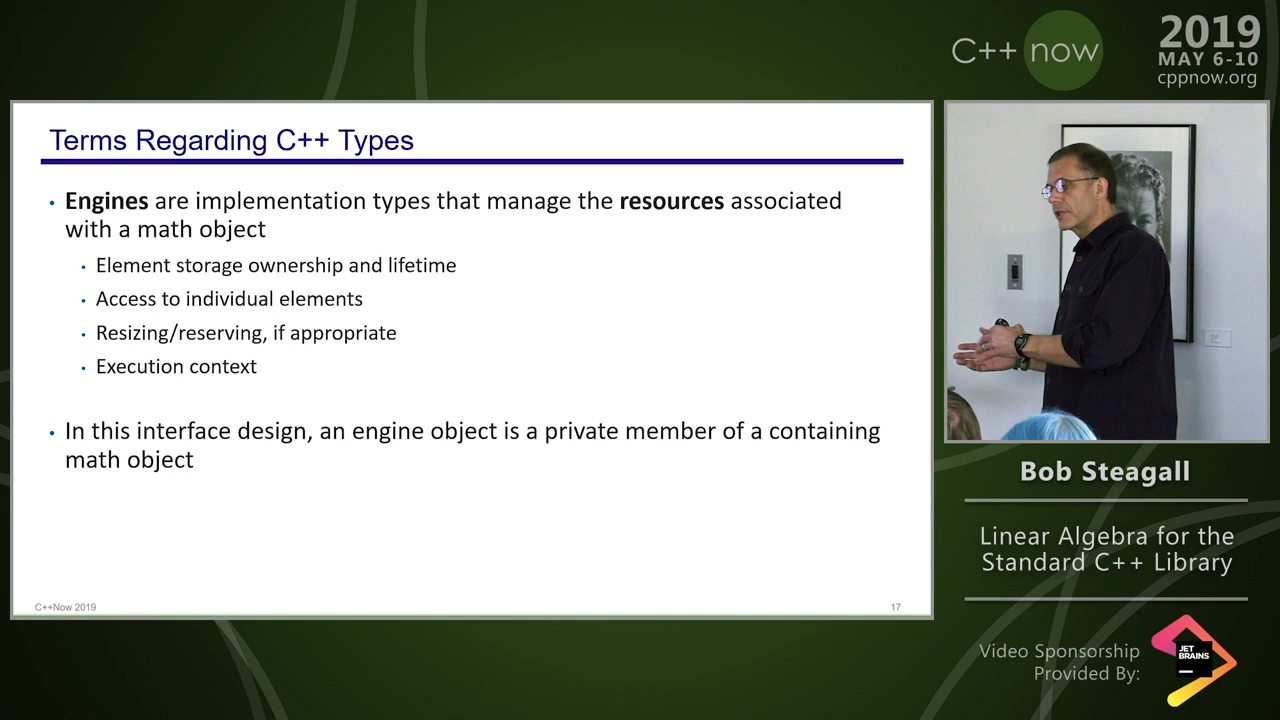 C++ now
2019
MAY 6-10
cppnow.org
Terms Regarding C++ Types
• Engines are implementation types that manage the resources associated
with a math object
• Element storage ownership and lifetime
• Access to individual elements
• Resizing/reserving, if appropriate
• Execution context
• In this interface design, an engine object is a private member of a containing
math object
C++Now 2019
17
Bob Steagall
Linear Algebra for the
Standard C++ Library
Video Sponsorship
Provided By:
JET
BRAINS